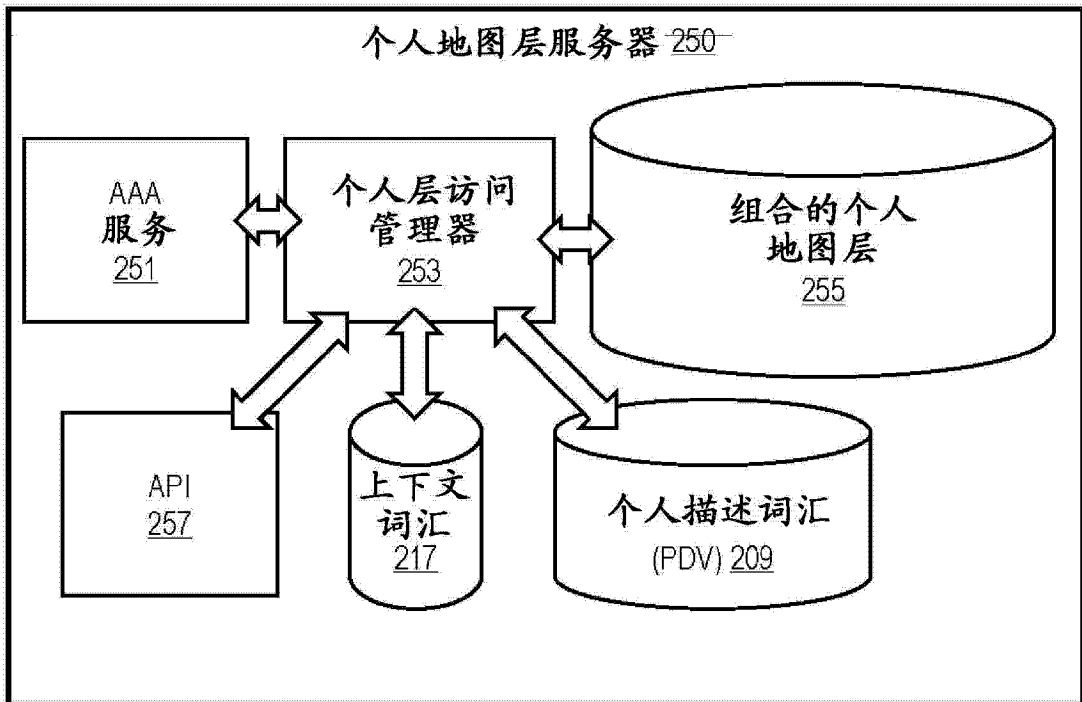 个人地图层服务器 250
AAA
服务
251
个人层访问
管理器
253
组合的个人
地图层
255
API
257
上下文
词汇
217
个人描述词汇
(PDV) 209